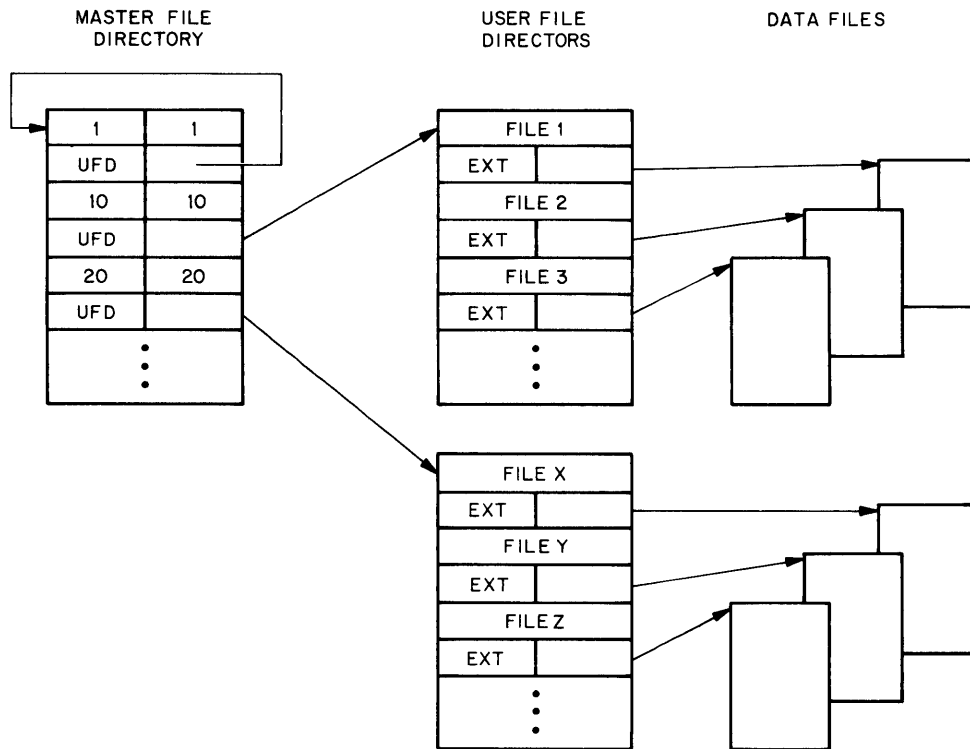 MASTER FILE
DIRECTORY
USER FILE
DIRECTORS
DATA FILES
1 1
UFD
10 10
UFD
20 20
UFD
FILE 1
EXT
FILE 2
EXT
FILE 3
EXT
FILE X
EXT
FILE Y
EXT
FILE Z
EXT